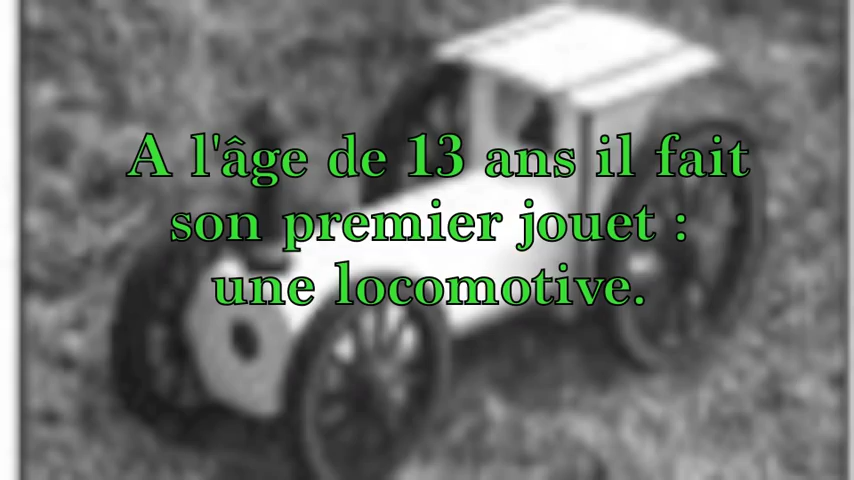 A l'âge de 13 ans il fait
son premier jouet :
une locomotive.